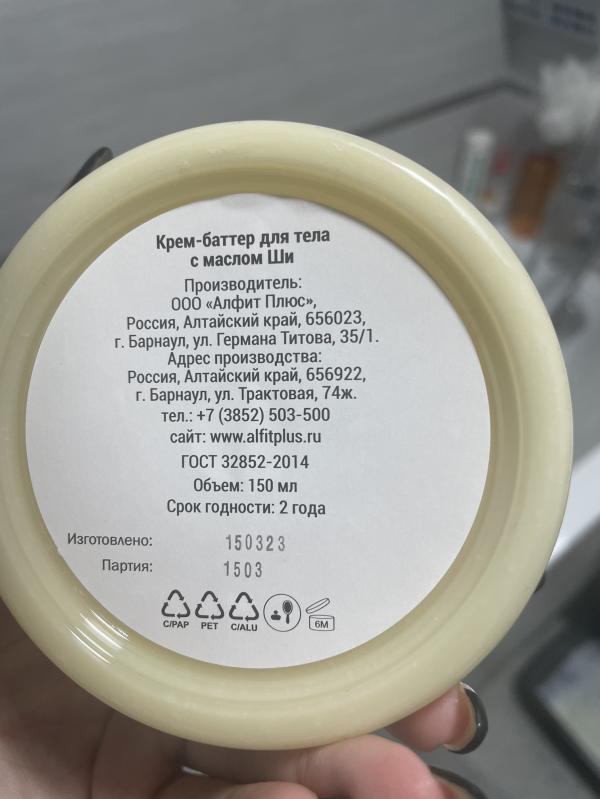 Крем-баттер для тела
с маслом Ши
Производитель:
ООО «Алфит Плюс»,
Россия, Алтайский край, 656023,
г. Барнаул, ул. Германа Титова, 35/1.
Адрес производства:
Россия, Алтайский край, 656922,
г. Барнаул, ул. Трактовая, 74ж.
тел.: +7 (3852) 503-500
сайт: www.alfitplus.ru
ГОСТ 32852-2014
Объем: 150 мл
Срок годности: 2 года
Изготовлено: 150323
Партия: 1503
C/PAP PET C/ALU 6M